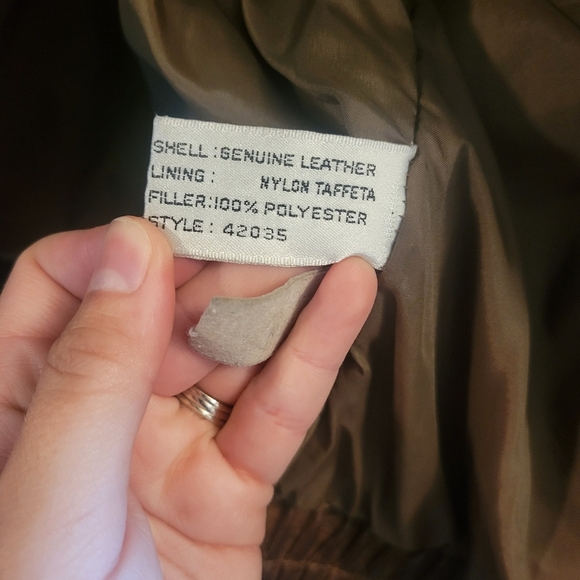 SHELL :GENUINE LEATHER
LINING : NYLON TAFFETA
FILLER:100% POLYESTER
STYLE : 42035